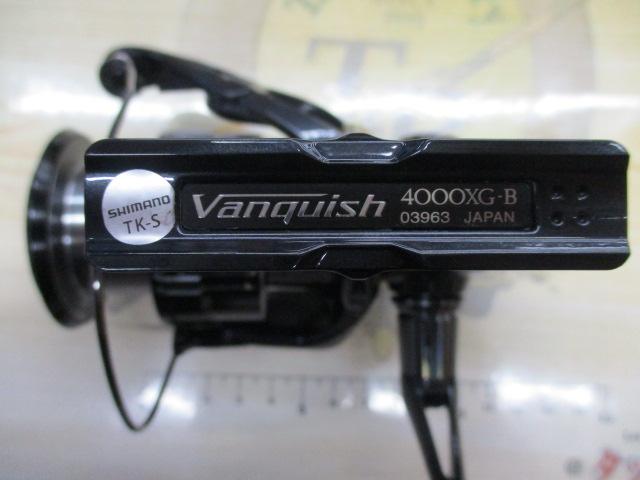 SHIMANO
TK-S
Vanquish
4000XG-B
03963 JAPAN